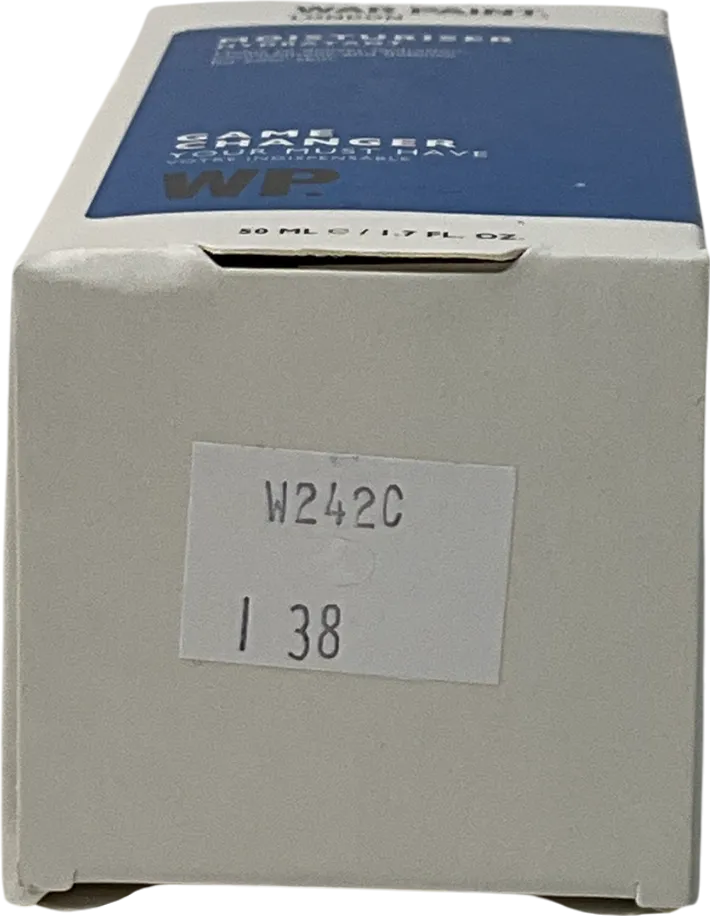 WAR PAINT.
LONDON
MOISTURISER
HYDRATANT
GAME
CHANGER
YOUR MUST HAVE
VOTRE INDISPENSABLE
WP.
50 ML ℮ / 1.7 FL. OZ.
W242C
I 38